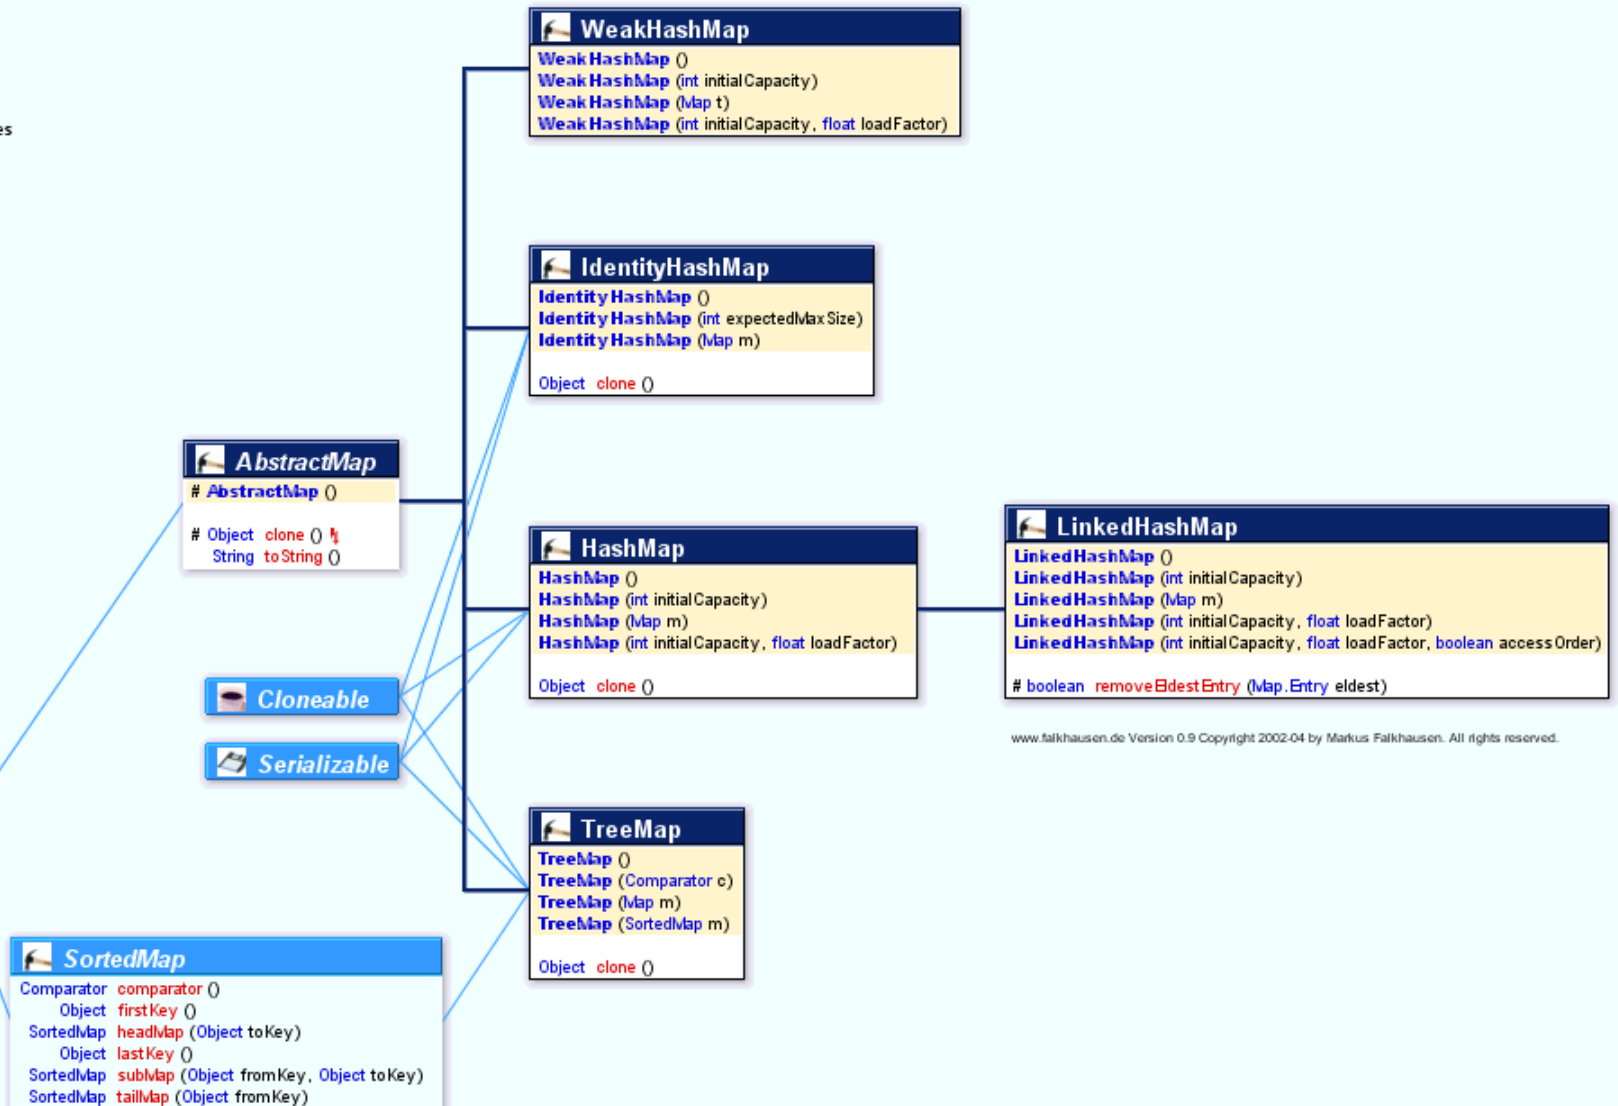 WeakHashMap
WeakHashMap ()
WeakHashMap (int initialCapacity)
WeakHashMap (Map t)
WeakHashMap (int initialCapacity, float loadFactor)
es
IdentityHashMap
IdentityHashMap ()
IdentityHashMap (int expectedMaxSize)
IdentityHashMap (Map m)
Object clone ()
AbstractMap
# AbstractMap ()
# Object clone ()
String toString ()
HashMap
HashMap ()
HashMap (int initialCapacity)
HashMap (Map m)
HashMap (int initialCapacity, float loadFactor)
Object clone ()
LinkedHashMap
LinkedHashMap ()
LinkedHashMap (int initialCapacity)
LinkedHashMap (Map m)
LinkedHashMap (int initialCapacity, float loadFactor)
LinkedHashMap (int initialCapacity, float loadFactor, boolean accessOrder)
# boolean removeEldestEntry (Map.Entry eldest)
www.falkhausen.de Version 0.9 Copyright 2002-04 by Markus Falkhausen. All rights reserved.
Cloneable
Serializable
TreeMap
TreeMap ()
TreeMap (Comparator c)
TreeMap (Map m)
TreeMap (SortedMap m)
Object clone ()
SortedMap
Comparator comparator ()
Object firstKey ()
SortedMap headMap (Object toKey)
Object lastKey ()
SortedMap subMap (Object fromKey, Object toKey)
SortedMap tailMap (Object fromKey)